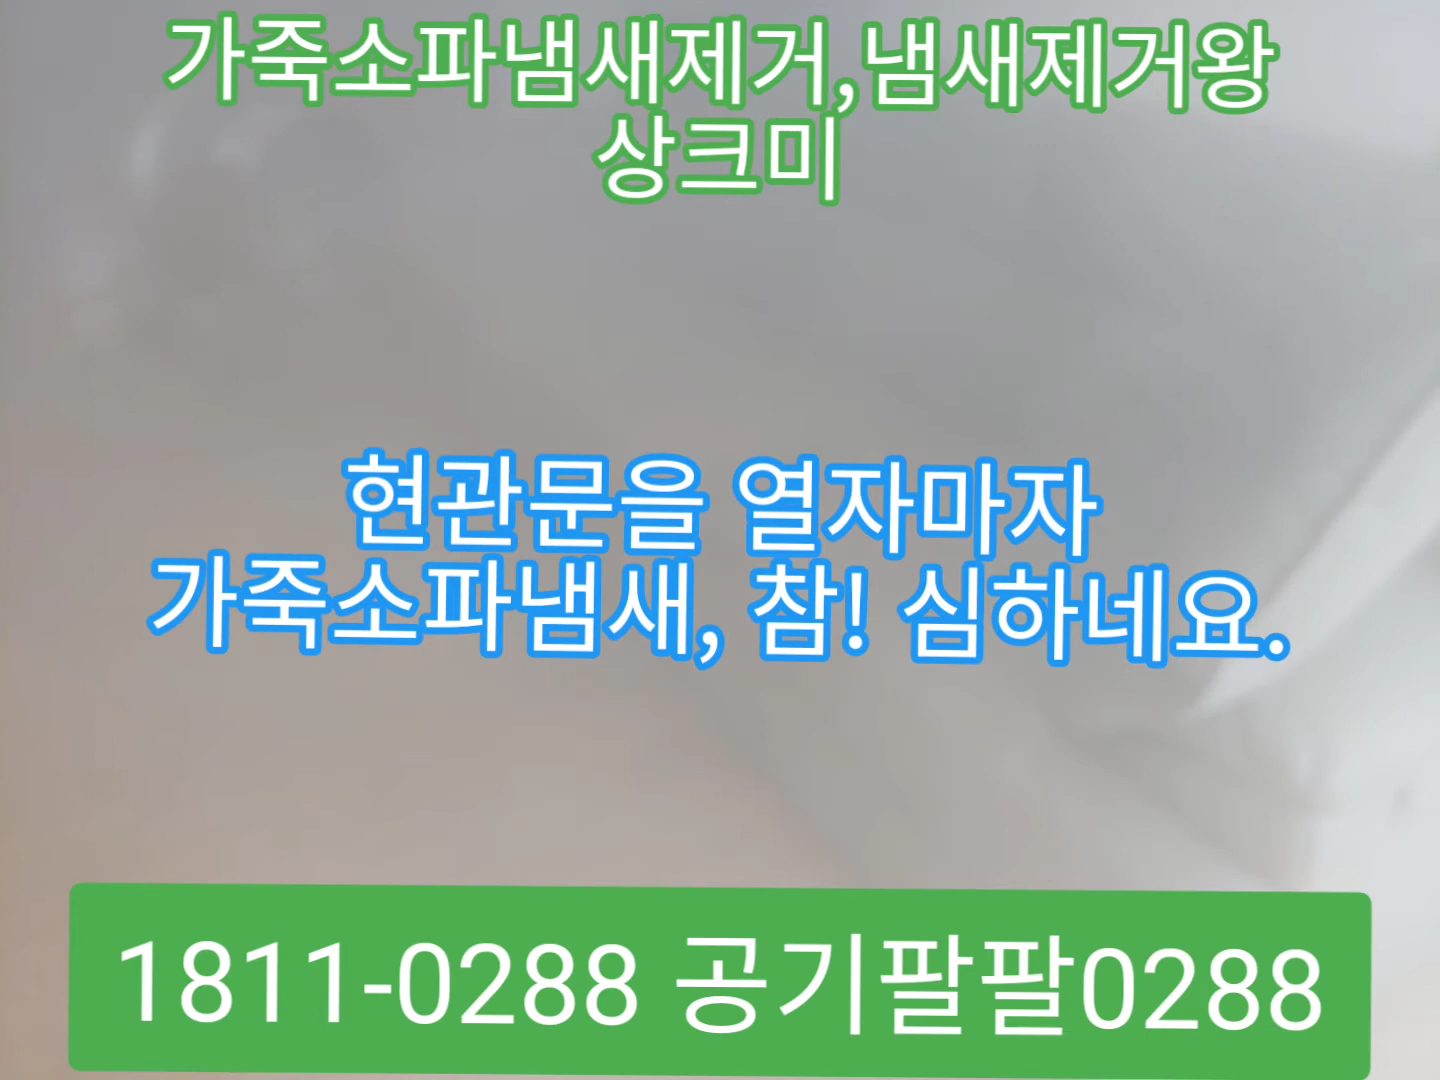 가죽소파냄새제거,냄새제거왕
상크미
현관문을 열자마자
가죽소파냄새, 참! 심하네요.
1811-0288 공기팔팔0288